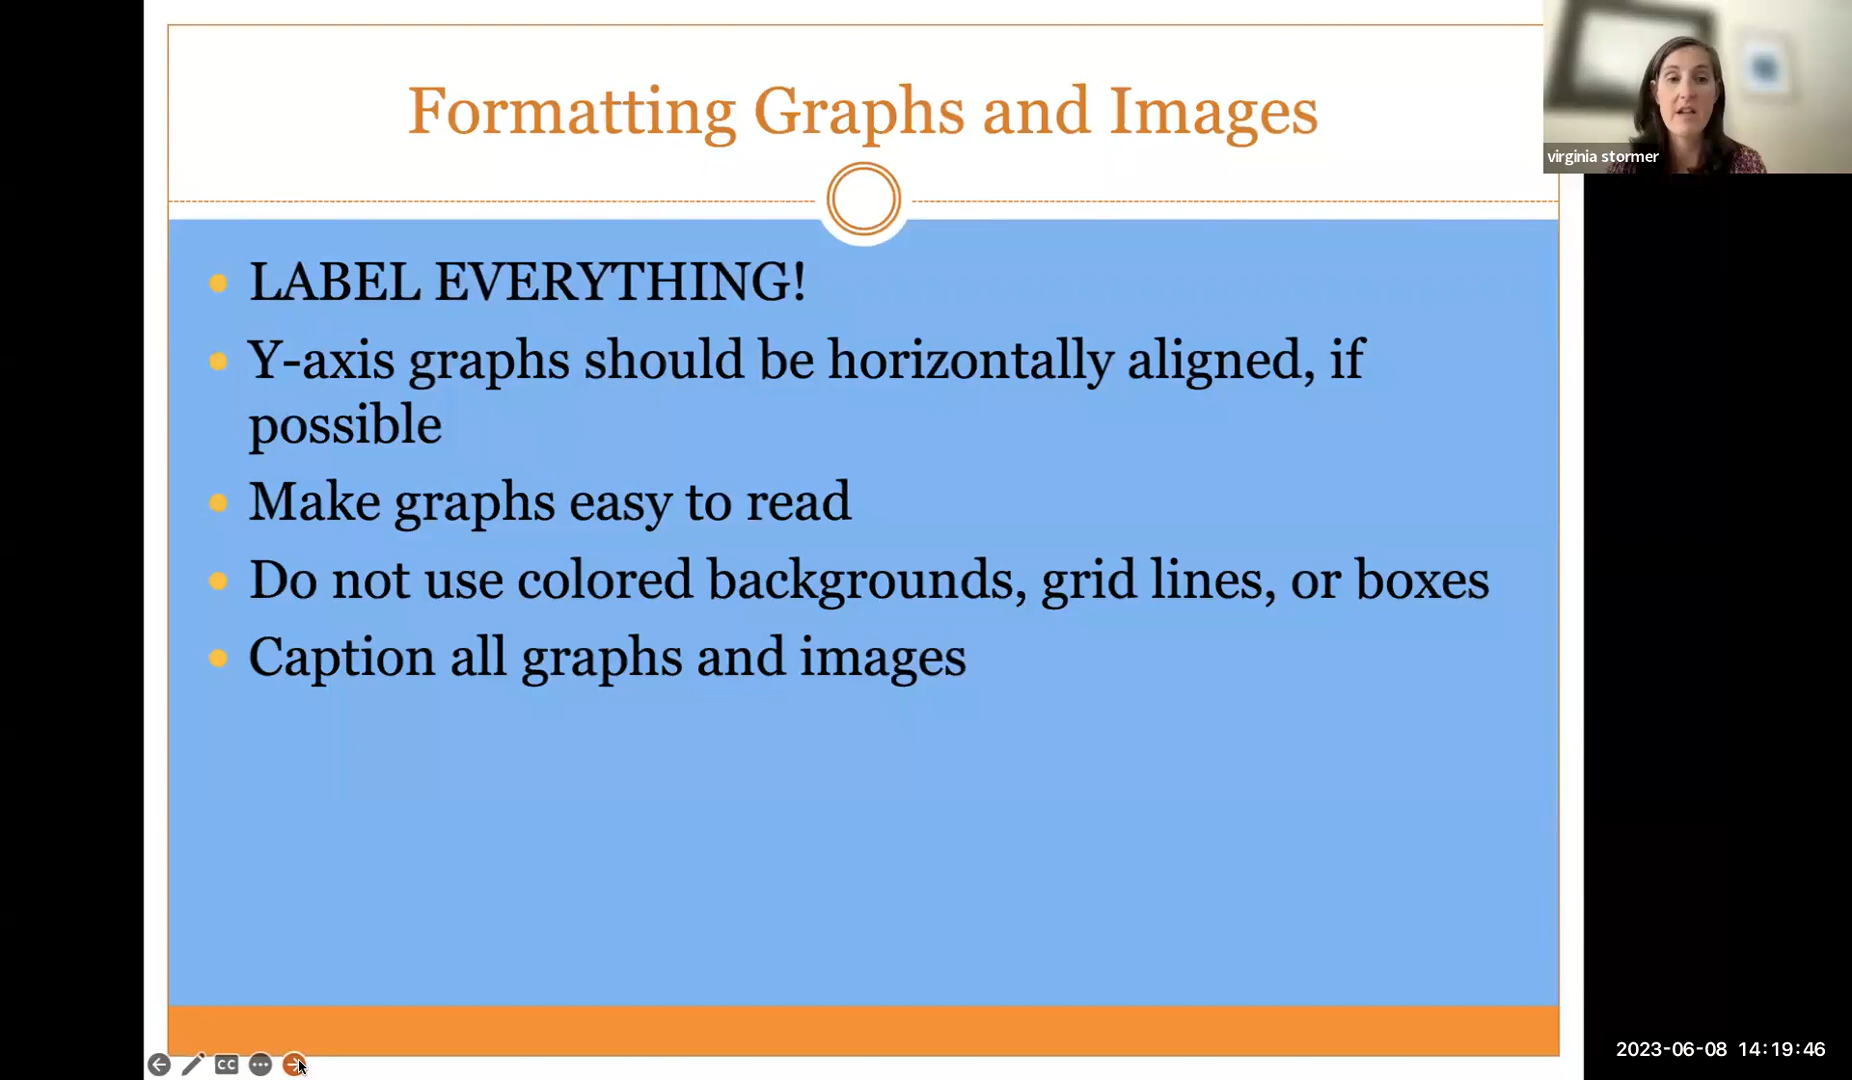 Formatting Graphs and Images
virginia stormer
LABEL EVERYTHING!
Y-axis graphs should be horizontally aligned, if
possible
Make graphs easy to read
Do not use colored backgrounds, grid lines, or boxes
Caption all graphs and images
CC
2023-06-08 14:19:46